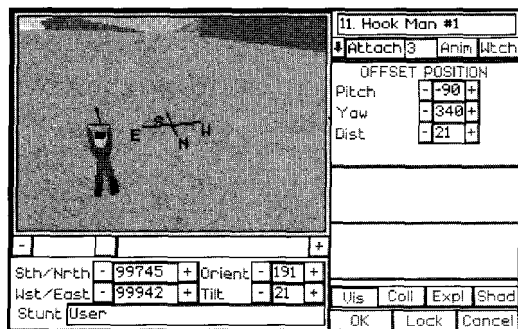 11. Hook Man #1
Attach 3 Anim Wtch
OFFSET POSITION
Pitch - -90 +
Yaw - 340 +
Dist - 21 +
S
E W
N
- +
Sth/Nrth - 99745 + Orient - 191 +
Wst/East - 99942 + Tilt - 21 +
Stunt User
Vis Coll Expl Shad
OK Lock Cancel